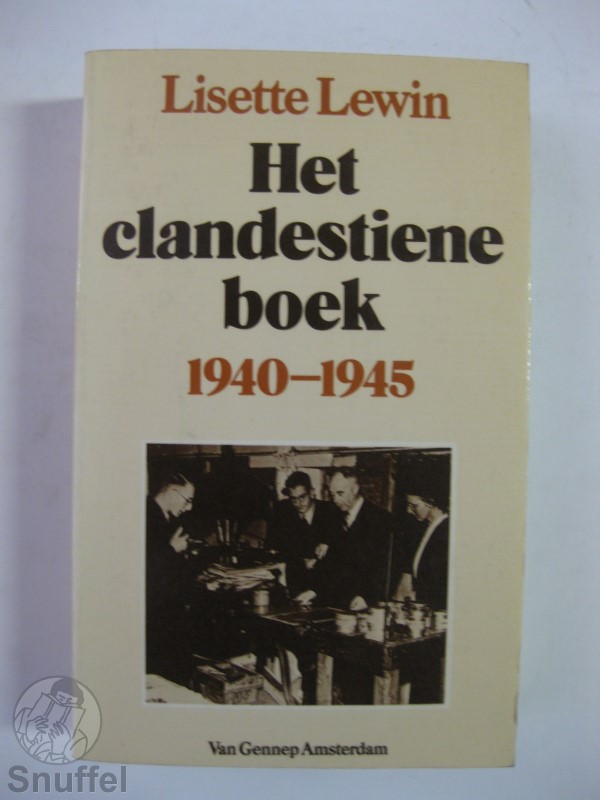 Lisette Lewin
Het
clandestiene
boek
1940–1945
Van Gennep Amsterdam
Snuffel